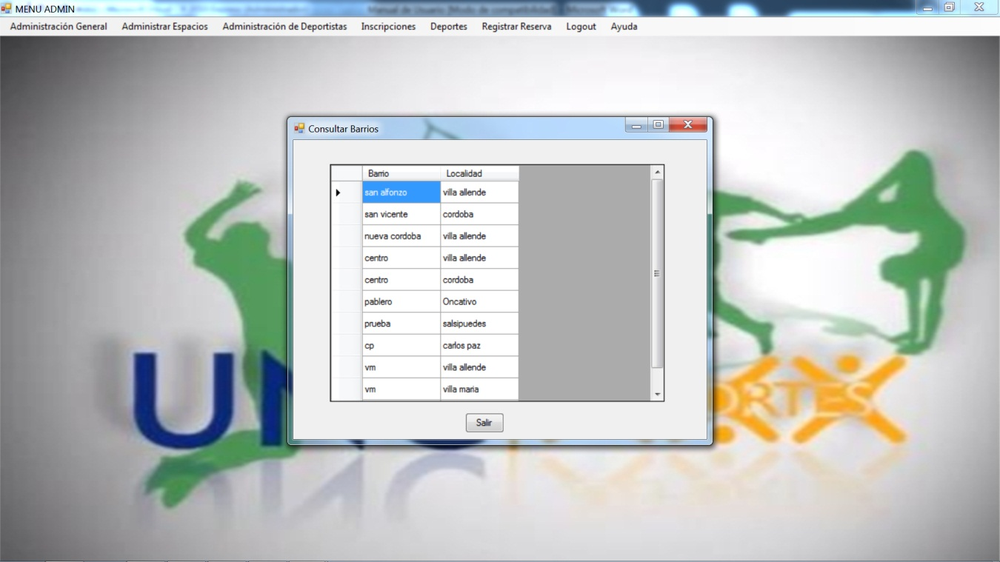 MENU ADMIN
Manual de Usuario [Modo de compatibilidad] - Microsoft Word
Administración General Administrar Espacios Administración de Deportistas Inscripciones Deportes Registrar Reserva Logout Ayuda
Consultar Barrios
Barrio Localidad
san alfonzo villa allende
san vicente cordoba
nueva cordoba villa allende
centro villa allende
centro cordoba
pablero Oncativo
prueba salsipuedes
cp carlos paz
vm villa allende
vm villa maria
Salir
UN ORTES